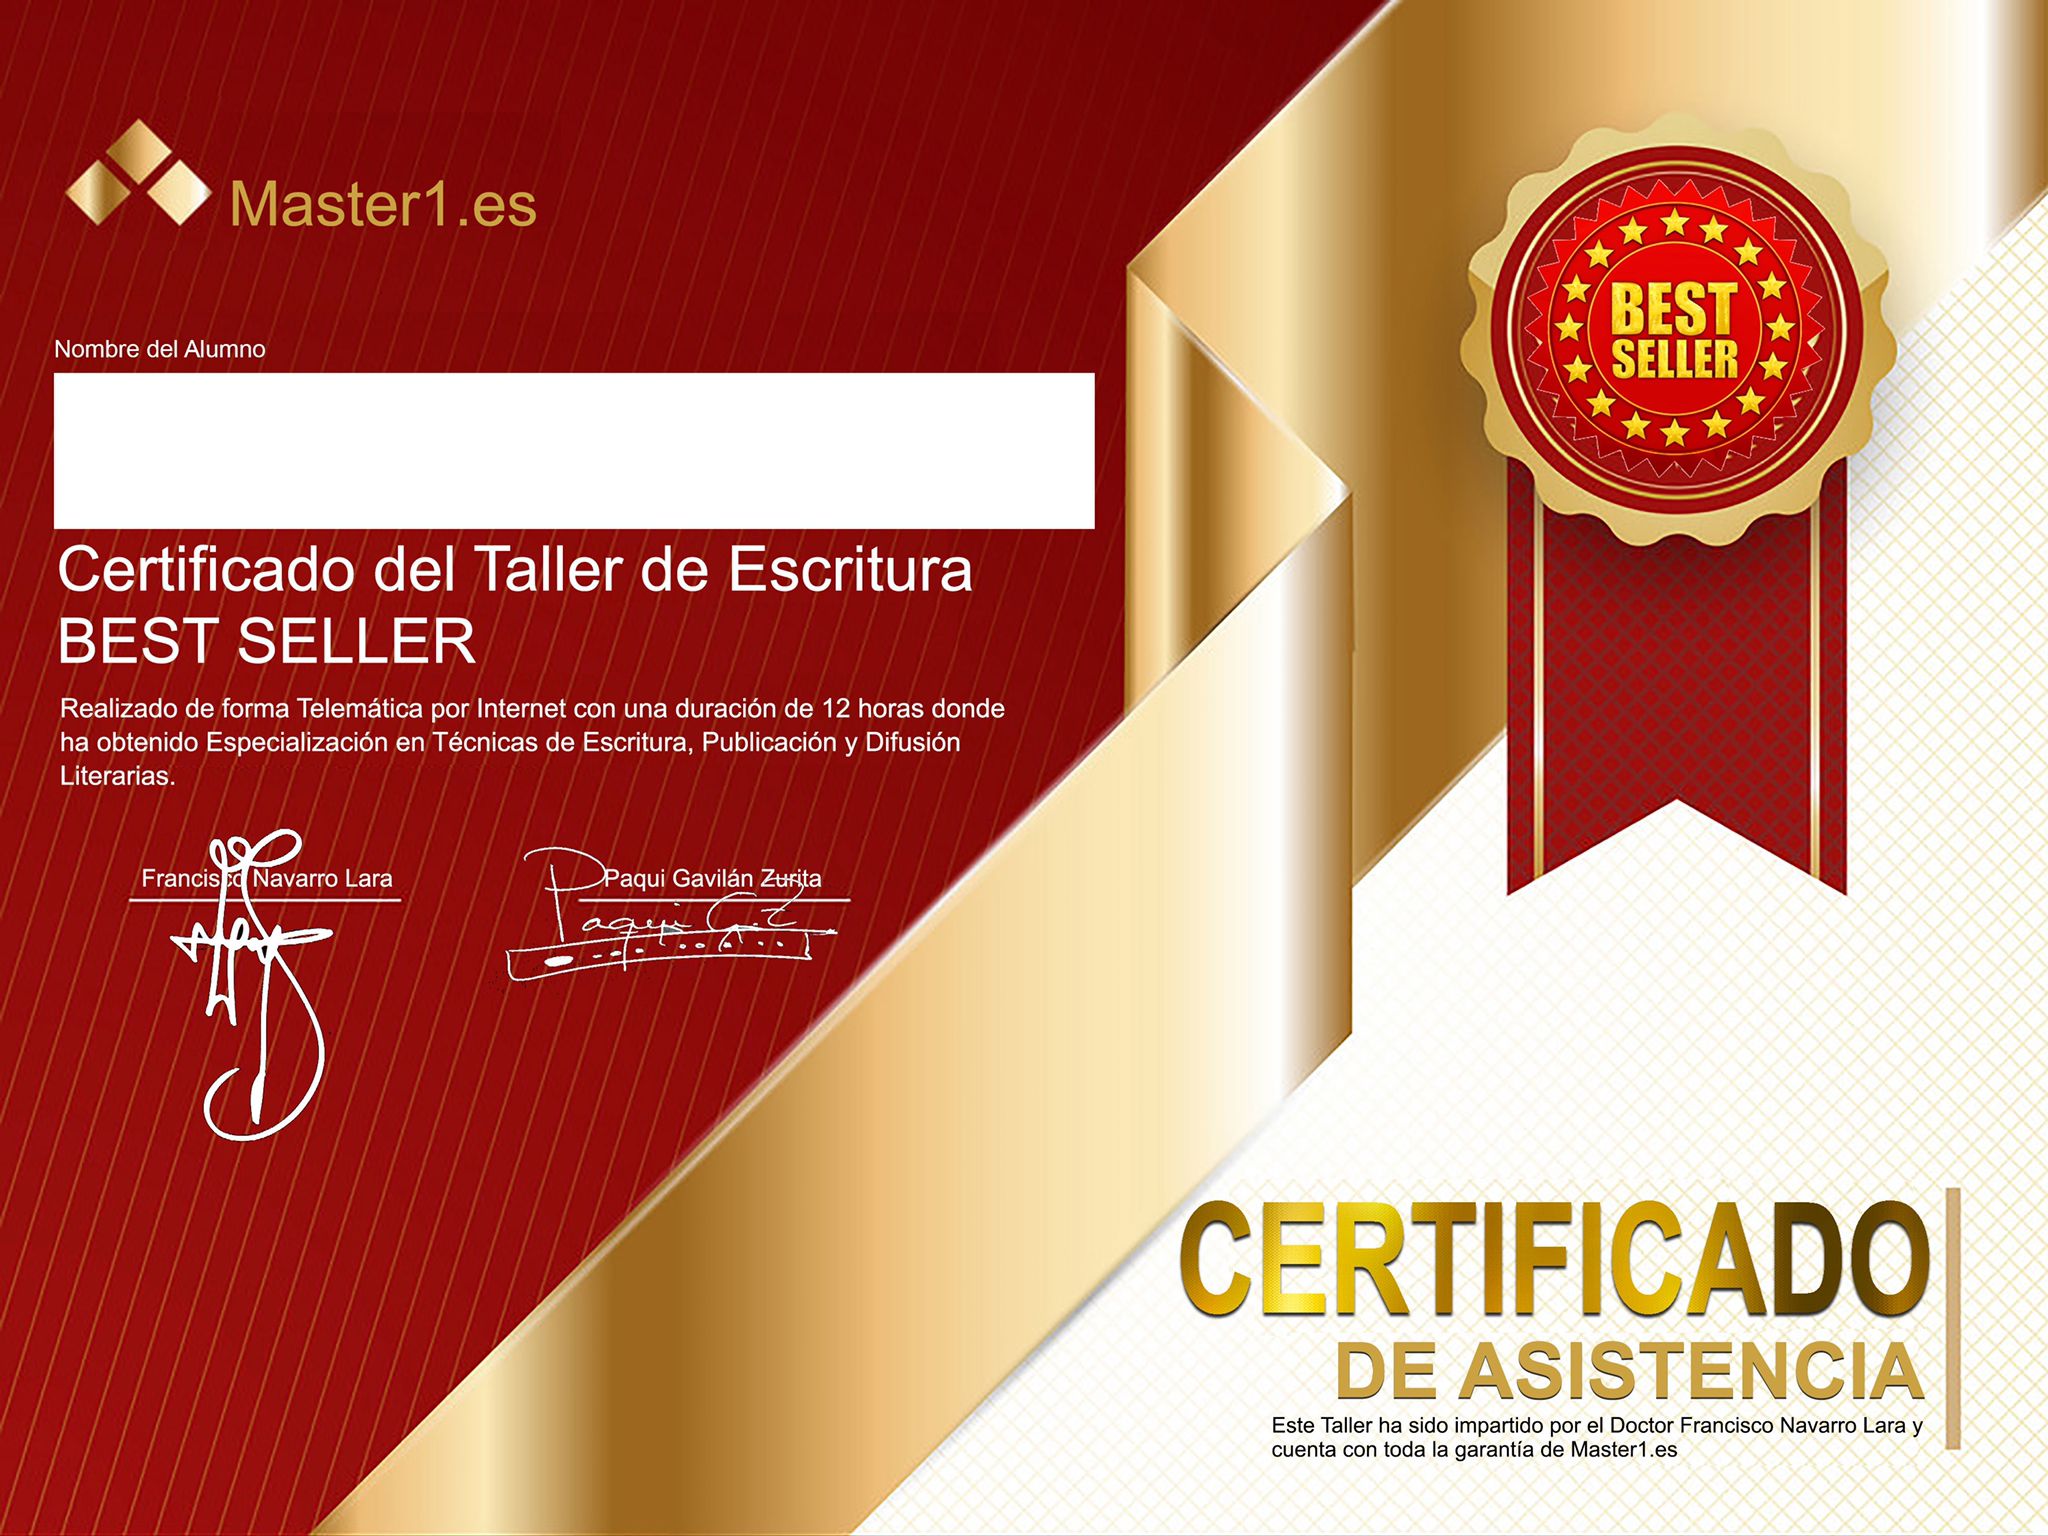 Master1.es
Nombre del Alumno
Certificado del Taller de Escritura
BEST SELLER
Realizado de forma Telemática por Internet con una duración de 12 horas donde
ha obtenido Especialización en Técnicas de Escritura, Publicación y Difusión
Literarias.
Francisco Navarro Lara
Paqui Gavilán Zurita
Paqui G.Z
BEST
SELLER
CERTIFICADO
DE ASISTENCIA
Este Taller ha sido impartido por el Doctor Francisco Navarro Lara y
cuenta con toda la garantía de Master1.es